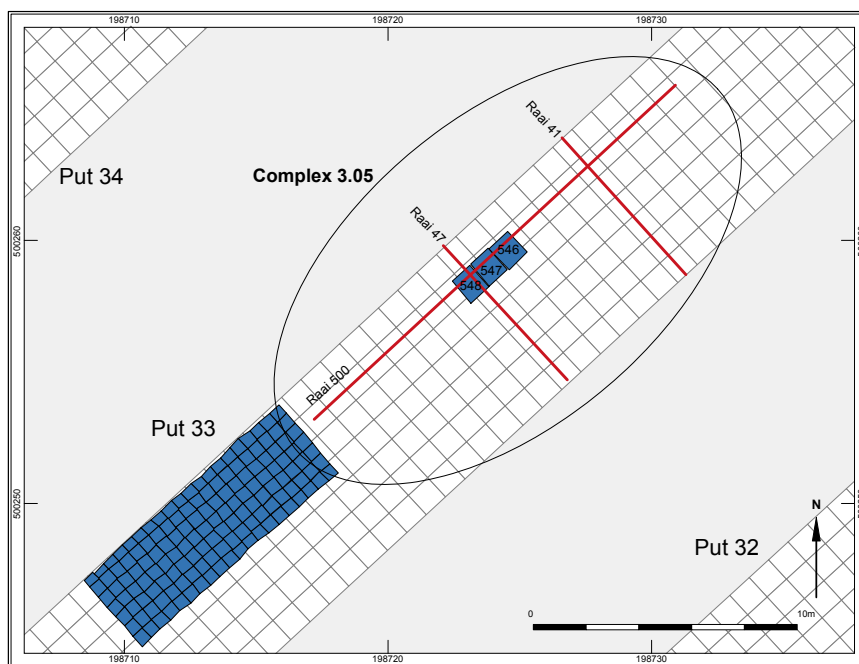 198710
198720
198730
Raai 41
Put 34
Complex 3.05
Raai 47
500260
546
547
548
Raai 500
Put 33
500250
Put 32
N
0
10m
198710
198720
198730